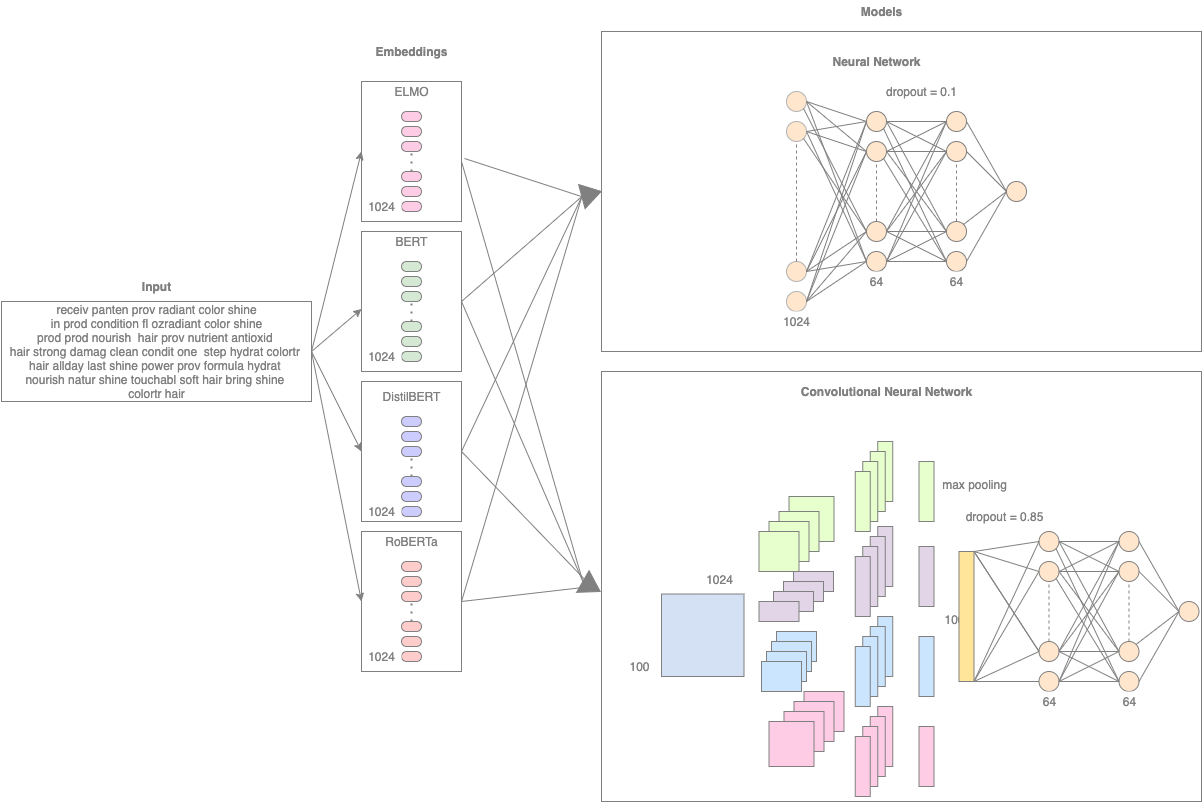 Models
Embeddings
Input
receiv panten prov radiant color shine
in prod condition fl ozradiant color shine
prod prod nourish hair prov nutrient antioxid
hair strong damag clean condit one step hydrat colortr
hair allday last shine power prov formula hydrat
nourish natur shine touchabl soft hair bring shine
colortr hair
ELMO
1024
BERT
1024
DistilBERT
1024
RoBERTa
1024
Neural Network
dropout = 0.1
64
64
1024
Convolutional Neural Network
max pooling
dropout = 0.85
1024
100
64
64